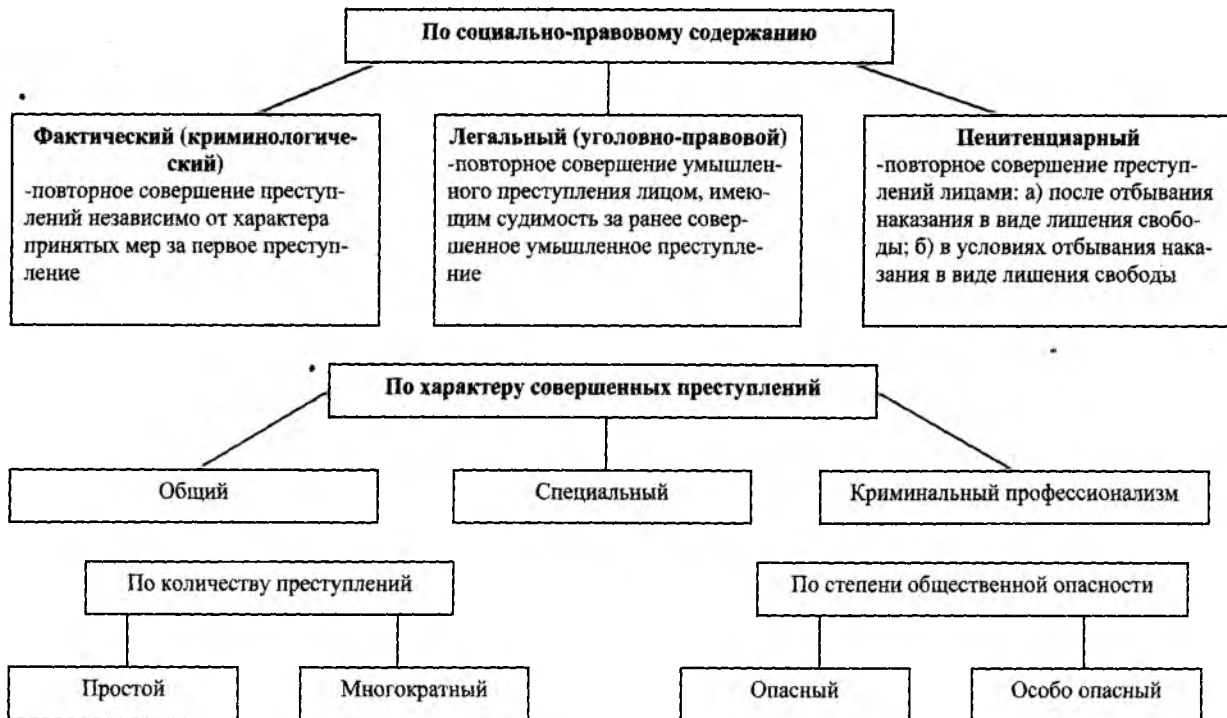 По социально-правовому содержанию
Фактический (криминологиче-
ский)
-повторное совершение преступ-
лений независимо от характера
принятых мер за первое преступ-
ление
Легальный (уголовно-правовой)
-повторное совершение умышлен-
ного преступления лицом, имею-
щим судимость за ранее совер-
шенное умышленное преступле-
ние
Пенитенциарный
-повторное совершение преступ-
лений лицами: а) после отбывания
наказания в виде лишения свобо-
ды; б) в условиях отбывания нака-
зания в виде лишения свободы
По характеру совершенных преступлений
Общий
Специальный
Криминальный профессионализм
По количеству преступлений
По степени общественной опасности
Простой
Многократный
Опасный
Особо опасный